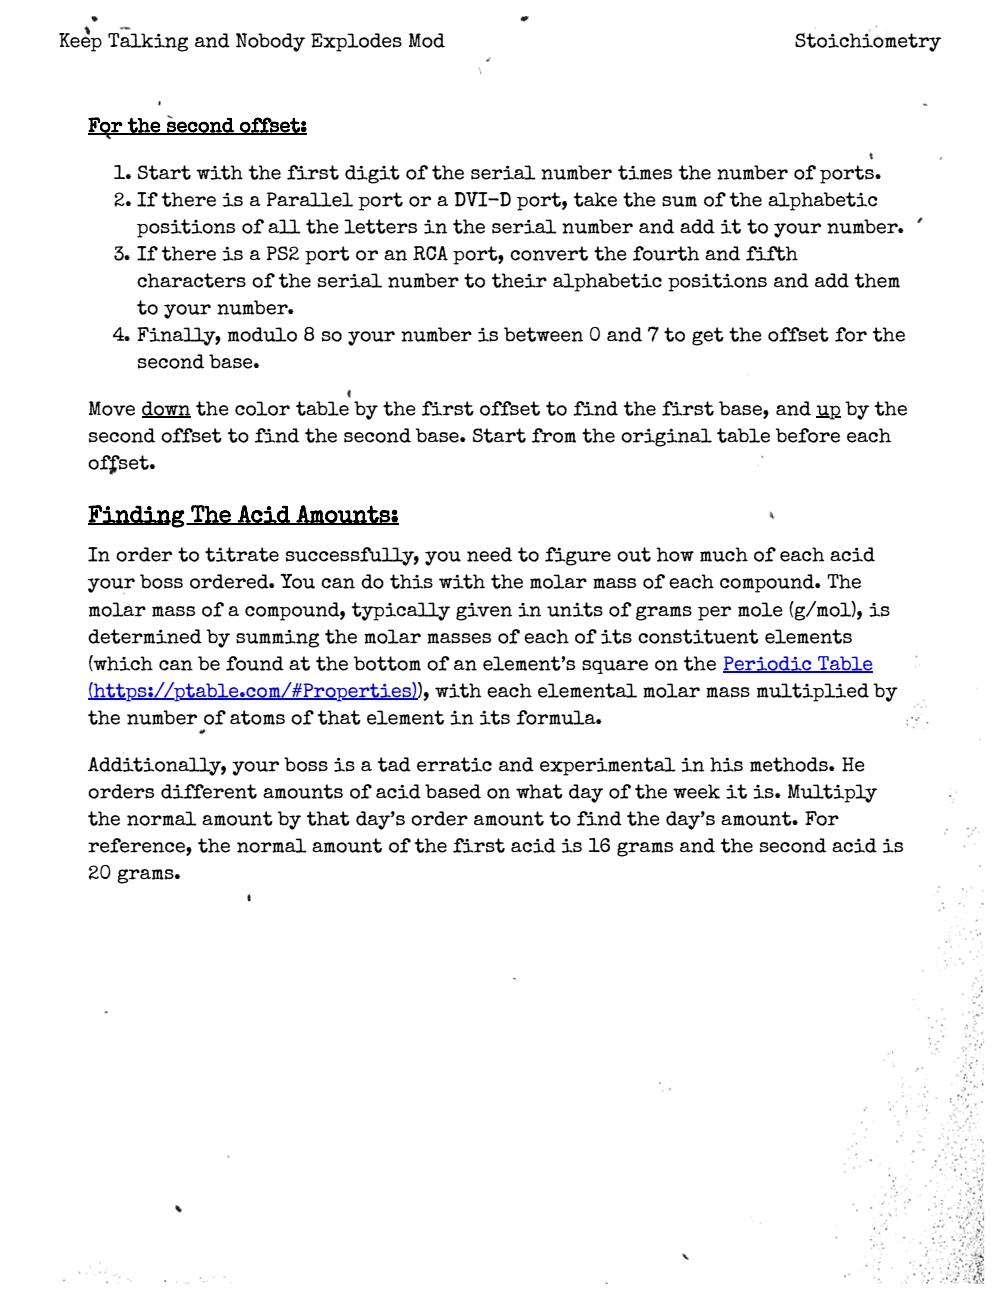 Keep Talking and Nobody Explodes Mod
Stoichiometry
For the second offset:
1. Start with the first digit of the serial number times the number of ports.
2. If there is a Parallel port or a DVI-D port, take the sum of the alphabetic
positions of all the letters in the serial number and add it to your number.
3. If there is a PS2 port or an RCA port, convert the fourth and fifth
characters of the serial number to their alphabetic positions and add them
to your number.
4. Finally, modulo 8 so your number is between 0 and 7 to get the offset for the
second base.
Move down the color table by the first offset to find the first base, and up by the
second offset to find the second base. Start from the original table before each
offset.
Finding The Acid Amounts:
In order to titrate successfully, you need to figure out how much of each acid
your boss ordered. You can do this with the molar mass of each compound. The
molar mass of a compound, typically given in units of grams per mole (g/mol), is
determined by summing the molar masses of each of its constituent elements
(which can be found at the bottom of an element's square on the Periodic Table
(https://ptable.com/#Properties)), with each elemental molar mass multiplied by
the number of atoms of that element in its formula.
Additionally, your boss is a tad erratic and experimental in his methods. He
orders different amounts of acid based on what day of the week it is. Multiply
the normal amount by that day's order amount to find the day's amount. For
reference, the normal amount of the first acid is 16 grams and the second acid is
20 grams.